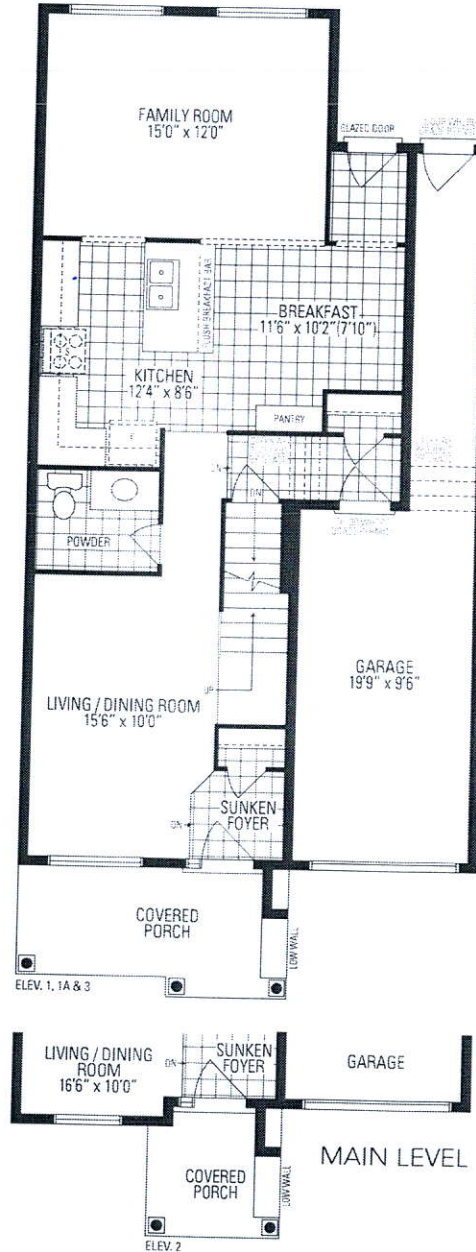 FAMILY ROOM
15'0" x 12'0"
GLAZED DOOR
FLUSH BREAKFAST BAR
BREAKFAST
11'6" x 10'2" (7'10")
KITCHEN
12'4" x 8'6"
PANTRY
DN
DN
POWDER
GARAGE
19'9" x 9'6"
LIVING / DINING ROOM
15'6" x 10'0"
UP
SUNKEN
FOYER
DN
COVERED
PORCH
LOW WALL
ELEV. 1, 1A & 3
LIVING / DINING
ROOM
16'6" x 10'0"
DN
SUNKEN
FOYER
GARAGE
COVERED
PORCH
LOW WALL
MAIN LEVEL
ELEV. 2